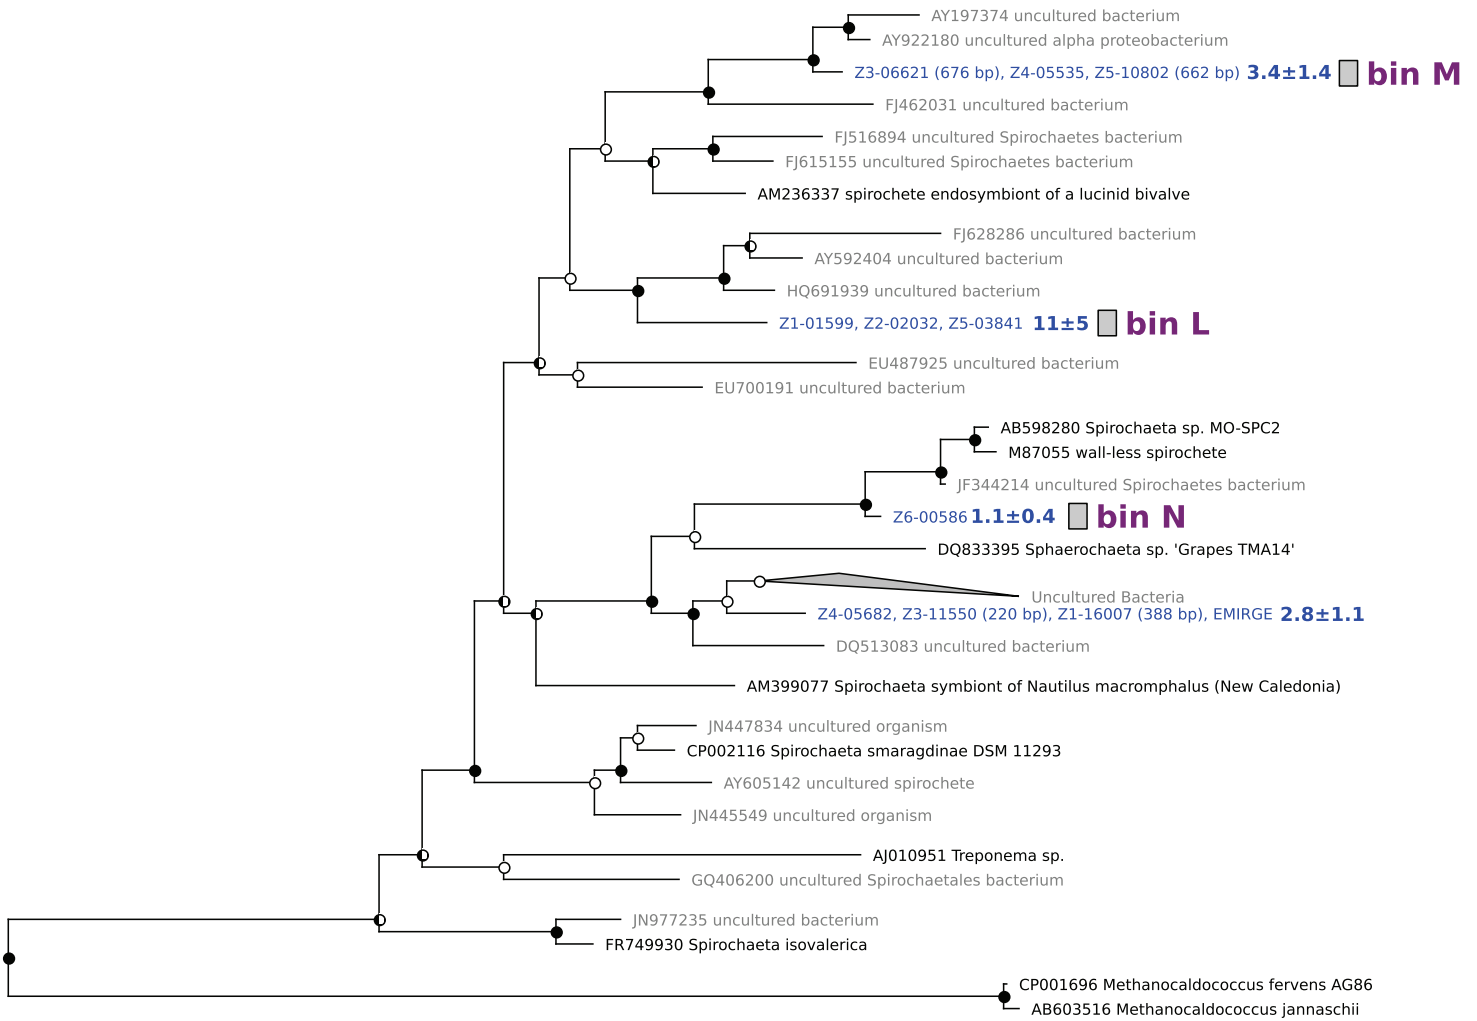 AY197374 uncultured bacterium
AY922180 uncultured alpha proteobacterium
Z3-06621 (676 bp), Z4-05535, Z5-10802 (662 bp) 3.4±1.4 bin M
FJ462031 uncultured bacterium
FJ516894 uncultured Spirochaetes bacterium
FJ615155 uncultured Spirochaetes bacterium
AM236337 spirochete endosymbiont of a lucinid bivalve
FJ628286 uncultured bacterium
AY592404 uncultured bacterium
HQ691939 uncultured bacterium
Z1-01599, Z2-02032, Z5-03841 11±5 bin L
EU487925 uncultured bacterium
EU700191 uncultured bacterium
AB598280 Spirochaeta sp. MO-SPC2
M87055 wall-less spirochete
JF344214 uncultured Spirochaetes bacterium
Z6-00586 1.1±0.4 bin N
DQ833395 Sphaerochaeta sp. 'Grapes TMA14'
Uncultured Bacteria
Z4-05682, Z3-11550 (220 bp), Z1-16007 (388 bp), EMIRGE 2.8±1.1
DQ513083 uncultured bacterium
AM399077 Spirochaeta symbiont of Nautilus macromphalus (New Caledonia)
JN447834 uncultured organism
CP002116 Spirochaeta smaragdinae DSM 11293
AY605142 uncultured spirochete
JN445549 uncultured organism
AJ010951 Treponema sp.
GQ406200 uncultured Spirochaetales bacterium
JN977235 uncultured bacterium
FR749930 Spirochaeta isovalerica
CP001696 Methanocaldococcus fervens AG86
AB603516 Methanocaldococcus jannaschii